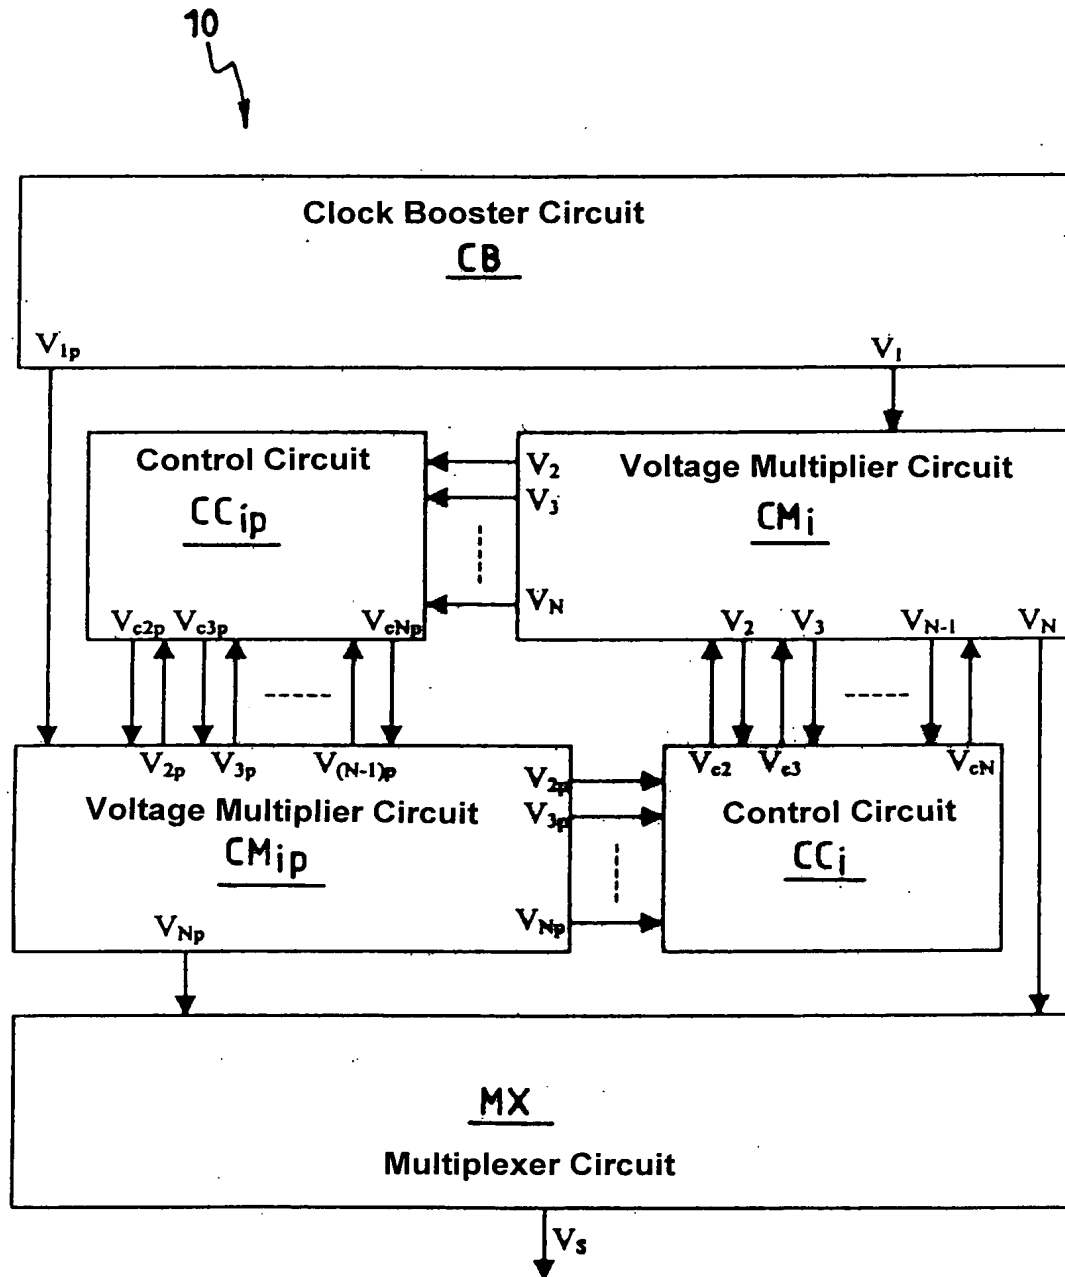 10
Clock Booster Circuit
CB
V1p
V1
Control Circuit
CCip
V2
V3
VN
Voltage Multiplier Circuit
CMi
Vc2p Vc3p VcNp
V2 V3 VN-1 VN
V2p V3p V(N-1)p
Voltage Multiplier Circuit
CMip
V2p
V3p
VNp
VNp
Vc2 Vc3 VcN
Control Circuit
CCi
MX
Multiplexer Circuit
VS